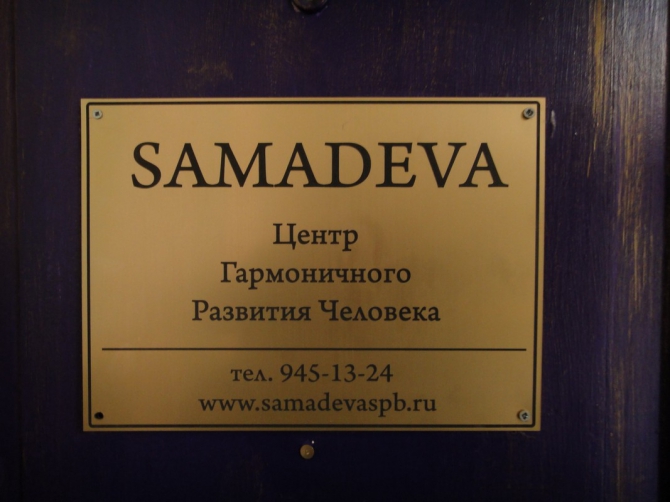 SAMADEVA
Центр
Гармоничного
Развития Человека
тел. 945-13-24
www.samadevaspb.ru